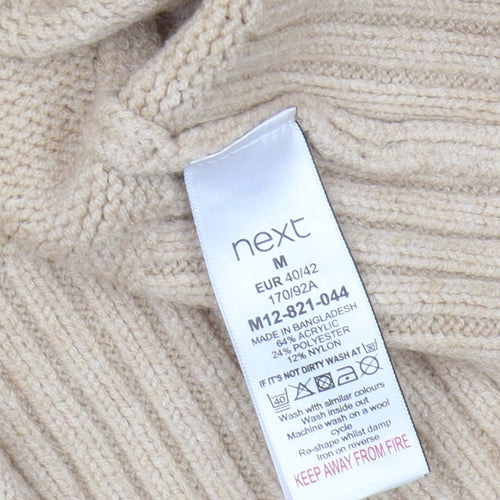 next
M
EUR 40/42
170/92A
M12-821-044
MADE IN BANGLADESH
64% ACRYLIC
24% POLYESTER
12% NYLON
IF IT'S NOT DIRTY WASH AT 30
40
Wash with similar colours
Wash inside out
Machine wash on a wool
cycle
Re-shape whilst damp
Iron on reverse
KEEP AWAY FROM FIRE